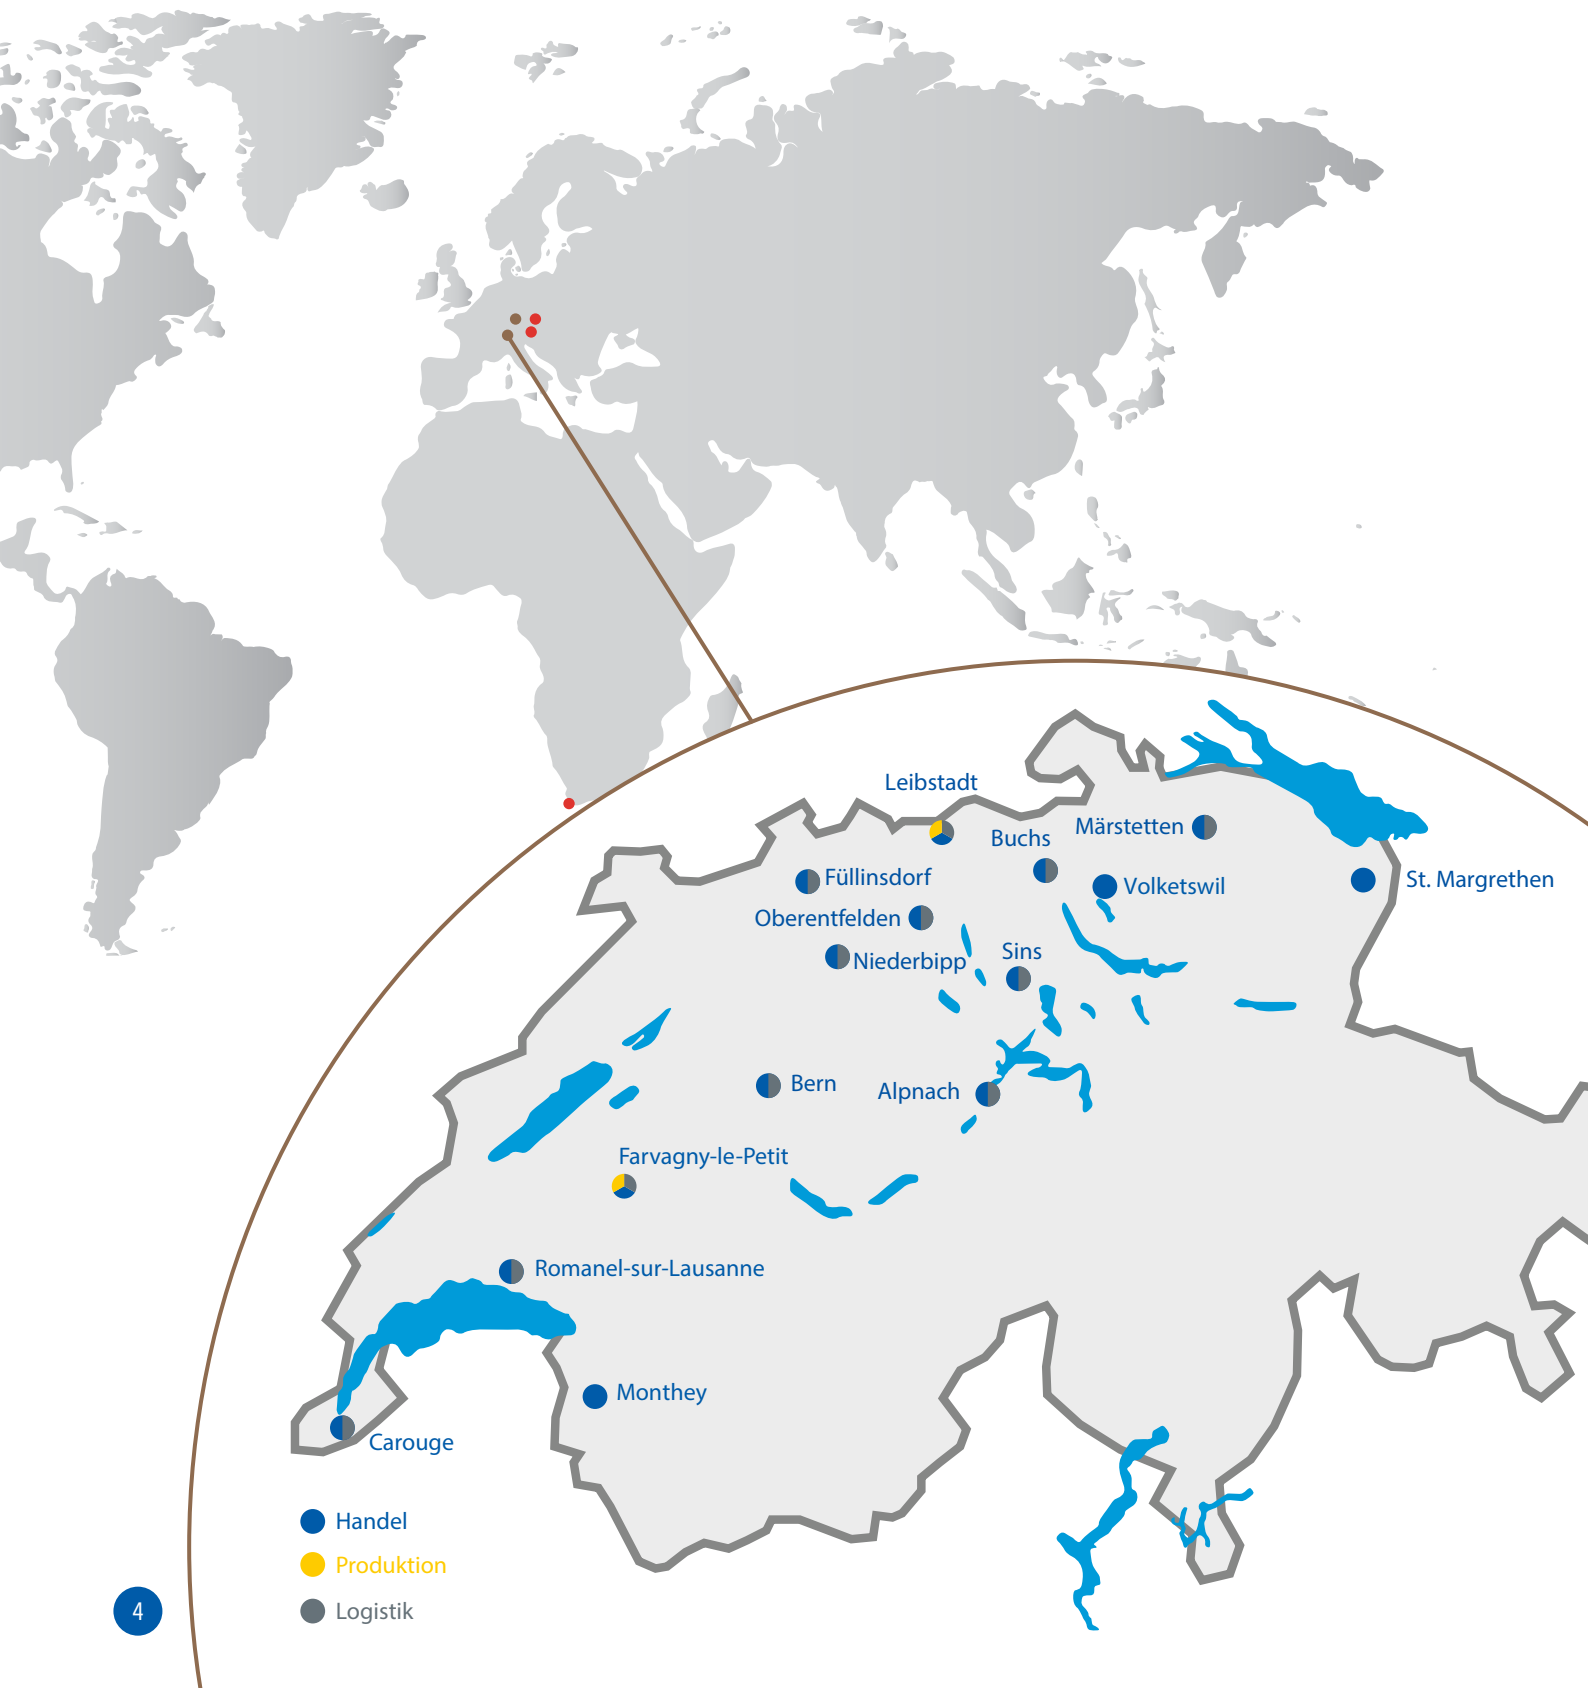 Leibstadt
Buchs
Märstetten
Füllinsdorf
Volketswil
St. Margrethen
Oberentfelden
Niederbipp
Sins
Bern
Alpnach
Farvagny-le-Petit
Romanel-sur-Lausanne
Monthey
Carouge
Handel
Produktion
Logistik
4